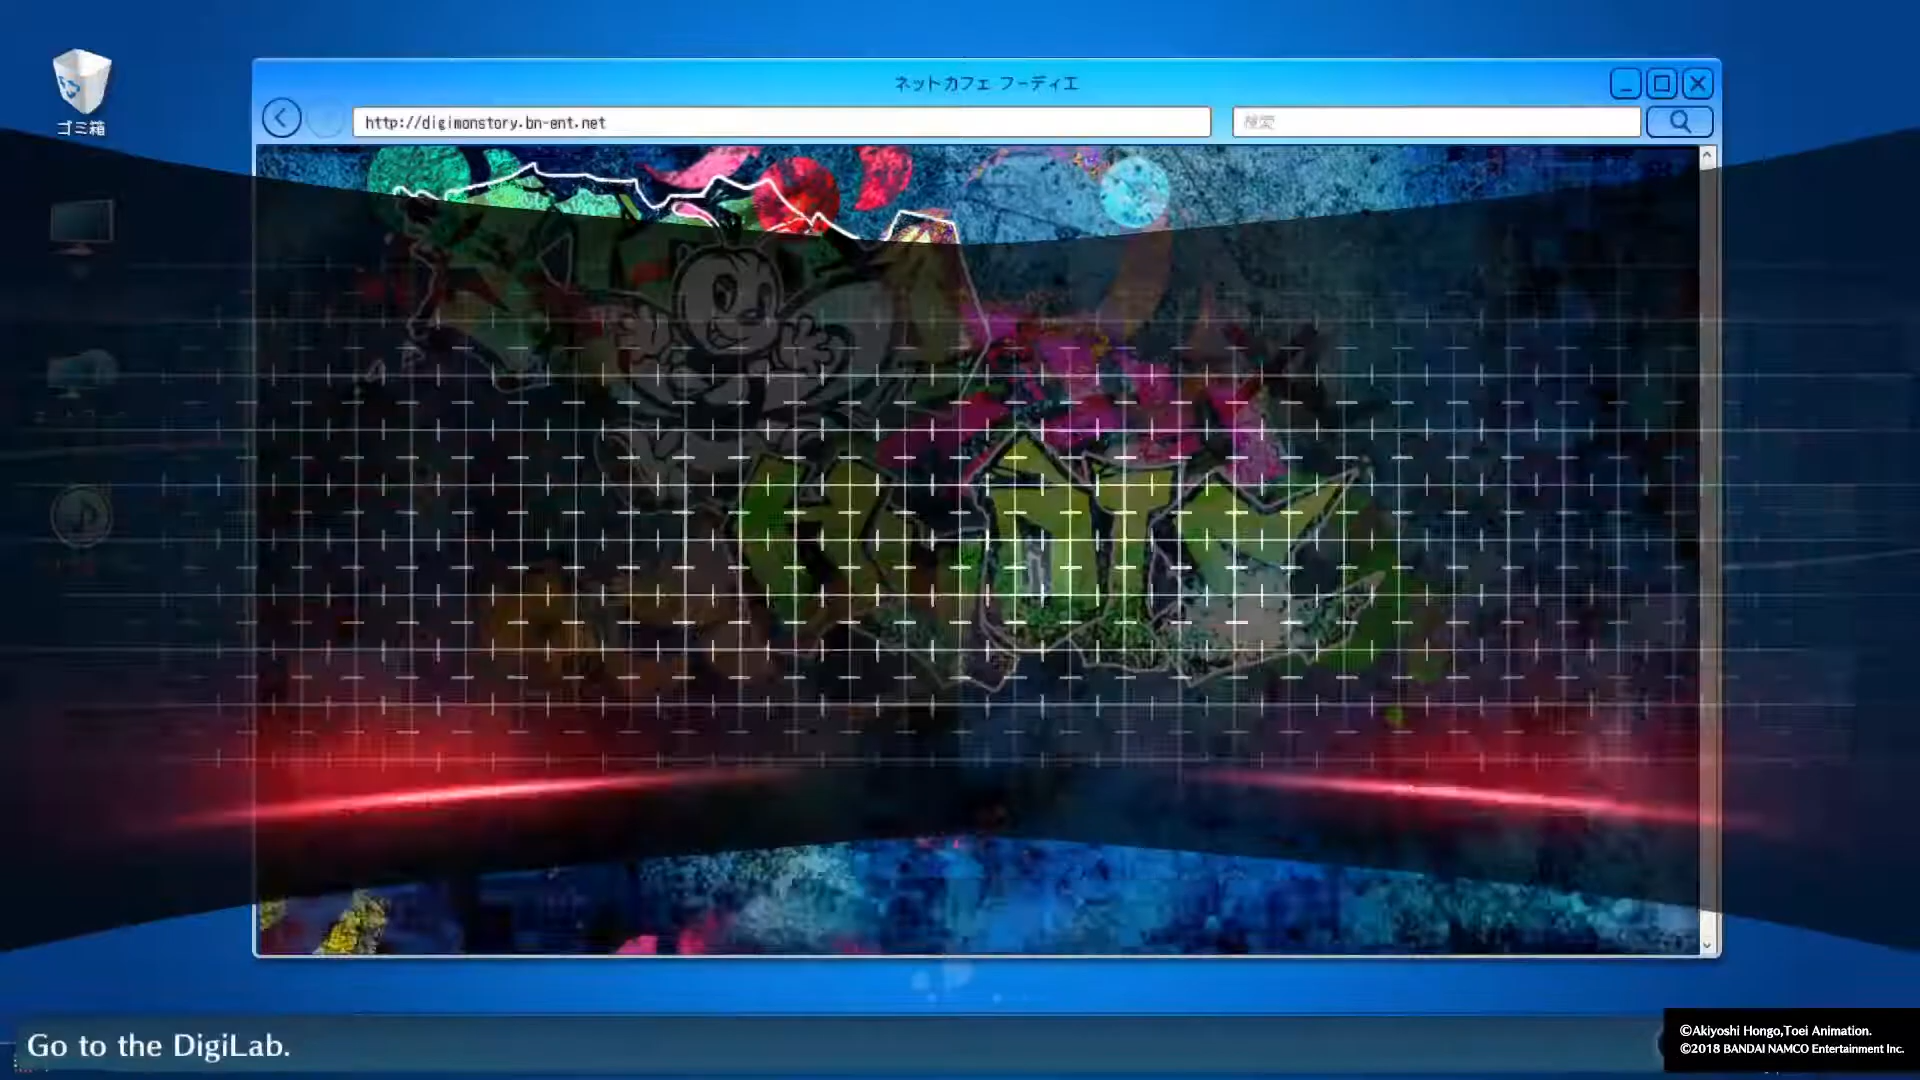 ネットカフェ フーディエ
http://digimonstory.bn-ent.net
検索
ゴミ箱
Go to the DigiLab.
©Akiyoshi Hongo,Toei Animation.
©2018 BANDAI NAMCO Entertainment Inc.